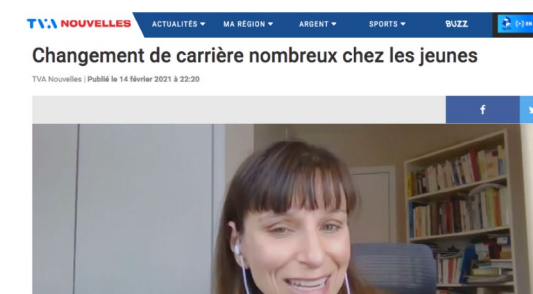 TVA NOUVELLES ACTUALITÉS MA RÉGION ARGENT SPORTS BUZZ
Changement de carrière nombreux chez les jeunes
TVA Nouvelles | Publié le 14 février 2021 à 22:20
f